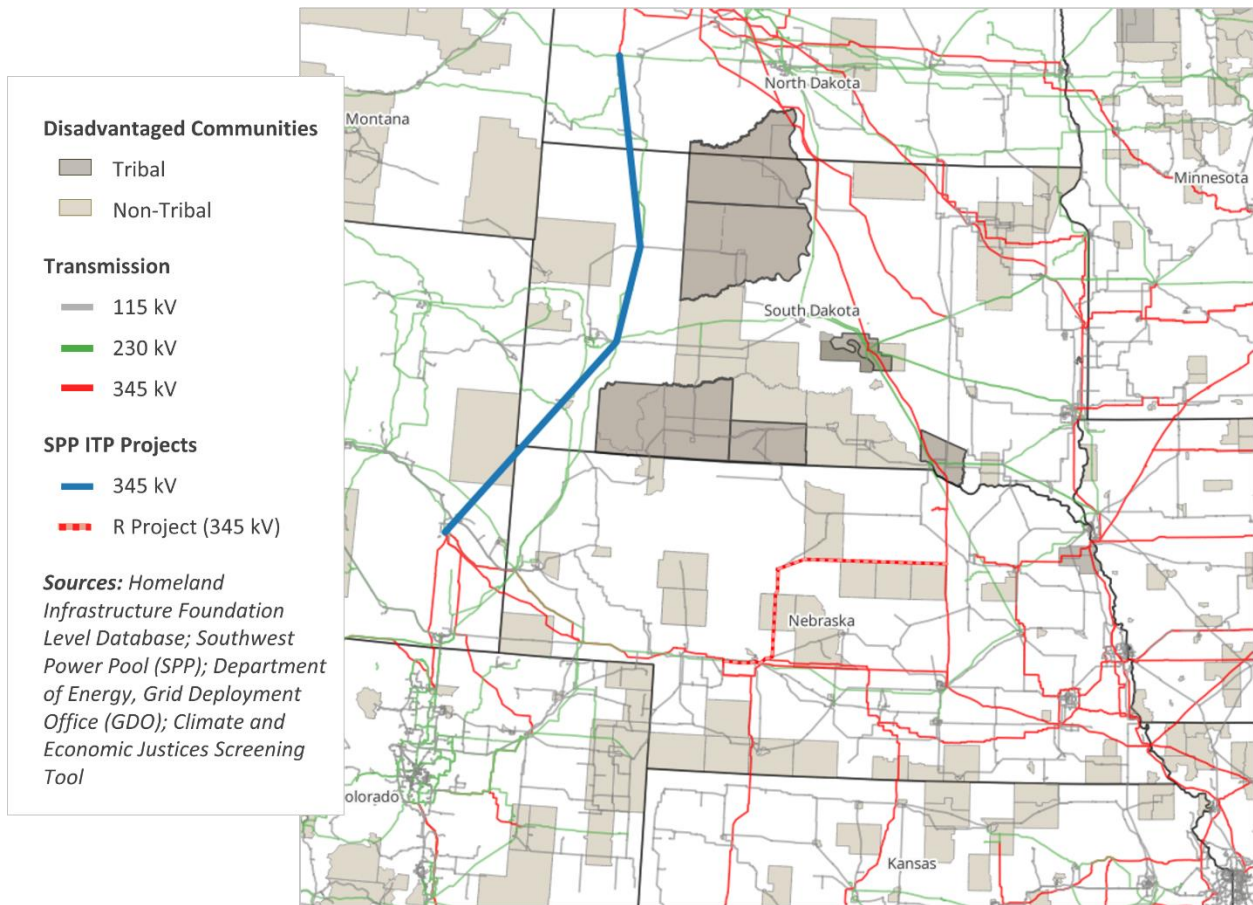 Disadvantaged Communities
Tribal
Non-Tribal
Transmission
115 kV
230 kV
345 kV
SPP ITP Projects
345 kV
R Project (345 kV)
Sources: Homeland
Infrastructure Foundation
Level Database; Southwest
Power Pool (SPP); Department
of Energy, Grid Deployment
Office (GDO); Climate and
Economic Justices Screening
Tool
Montana
North Dakota
Minnesota
South Dakota
Nebraska
olorado
Kansas